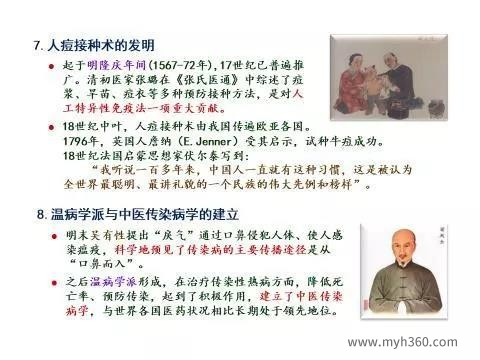 7. 人痘接种术的发明
起于明隆庆年间(1567-72年),17世纪已普遍推
广。清初医家张璐在《张氏医通》中综述了痘
浆、旱苗、痘衣等多种预防接种方法，是对人
工特异性免疫法一项重大贡献。
18世纪中叶，人痘接种术由我国传遍欧亚各国。
1796年，英国人詹纳（E.Jenner）受其启示，试种牛痘成功。
18世纪法国启蒙思想家伏尔泰写到：
“我听说一百多年来，中国人一直就有这种习惯，这是被认为
全世界最聪明、最讲礼貌的一个民族的伟大先例和榜样”。
8. 温病学派与中医传染病学的建立
明末吴有性提出“戾气”通过口鼻侵犯人体、使人感
染瘟疫，科学地预见了传染病的主要传播途径是从
“口鼻而入”。
之后温病学派形成，在治疗传染性热病方面，降低死
亡率、预防传染，起到了积极作用，建立了中医传染
病学，与世界各国医药状况相比长期处于领先地位。
www.myh360.com